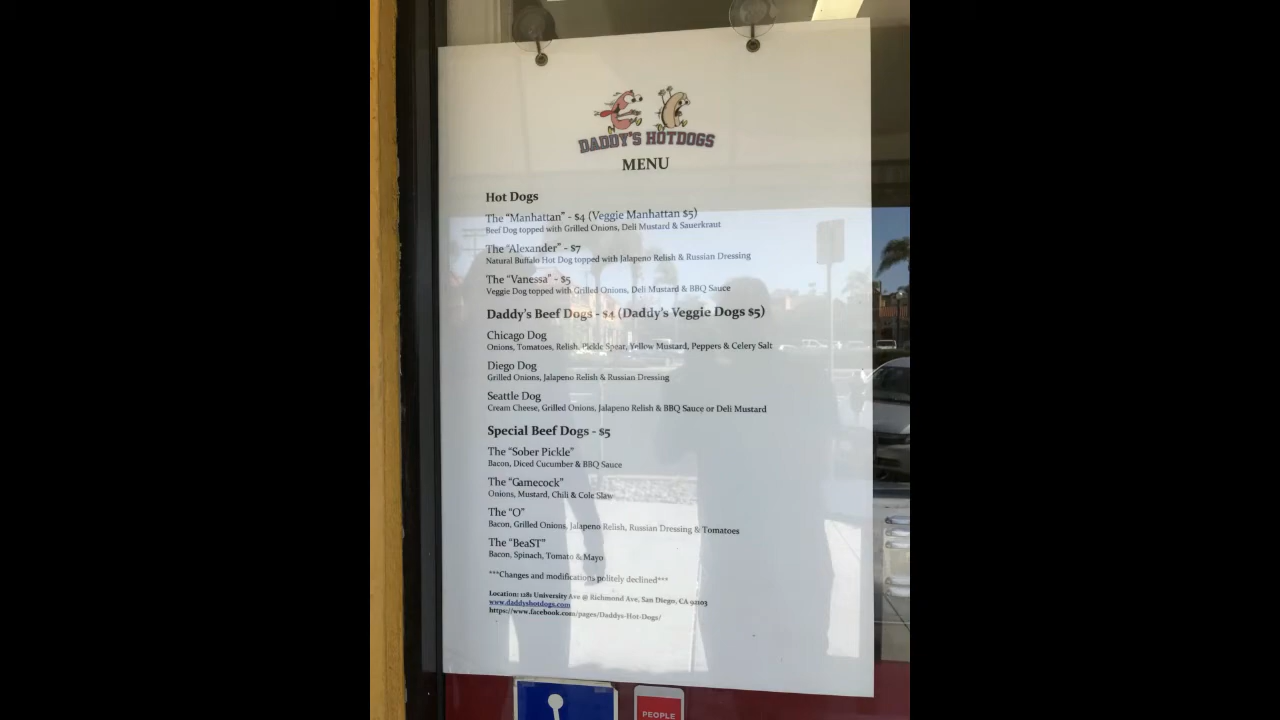 DADDY'S HOTDOGS
MENU
Hot Dogs
The "Manhattan" - $4 (Veggie Manhattan $5)
Beef Dog topped with Grilled Onions, Deli Mustard & Sauerkraut
The "Alexander" - $7
Natural Buffalo Hot Dog topped with Jalapeno Relish & Russian Dressing
The "Vanessa" - $5
Veggie Dog topped with Grilled Onions, Deli Mustard & BBQ Sauce
Daddy's Beef Dogs - $4 (Daddy's Veggie Dogs $5)
Chicago Dog
Onions, Tomatoes, Relish, Pickle Spear, Yellow Mustard, Peppers & Celery Salt
Diego Dog
Grilled Onions, Jalapeno Relish & Russian Dressing
Seattle Dog
Cream Cheese, Grilled Onions, Jalapeno Relish & BBQ Sauce or Deli Mustard
Special Beef Dogs - $5
The "Sober Pickle"
Bacon, Diced Cucumber & BBQ Sauce
The "Gamecock"
Onions, Mustard, Chili & Cole Slaw
The "O"
Bacon, Grilled Onions, Jalapeno Relish, Russian Dressing & Tomatoes
The "BeaST"
Bacon, Spinach, Tomato & Mayo
***Changes and modifications politely declined***
Location: 1281 University Ave @ Richmond Ave, San Diego, CA 92103
www.daddyshotdogs.com
https://www.facebook.com/pages/Daddys-Hot-Dogs/
PEOPLE